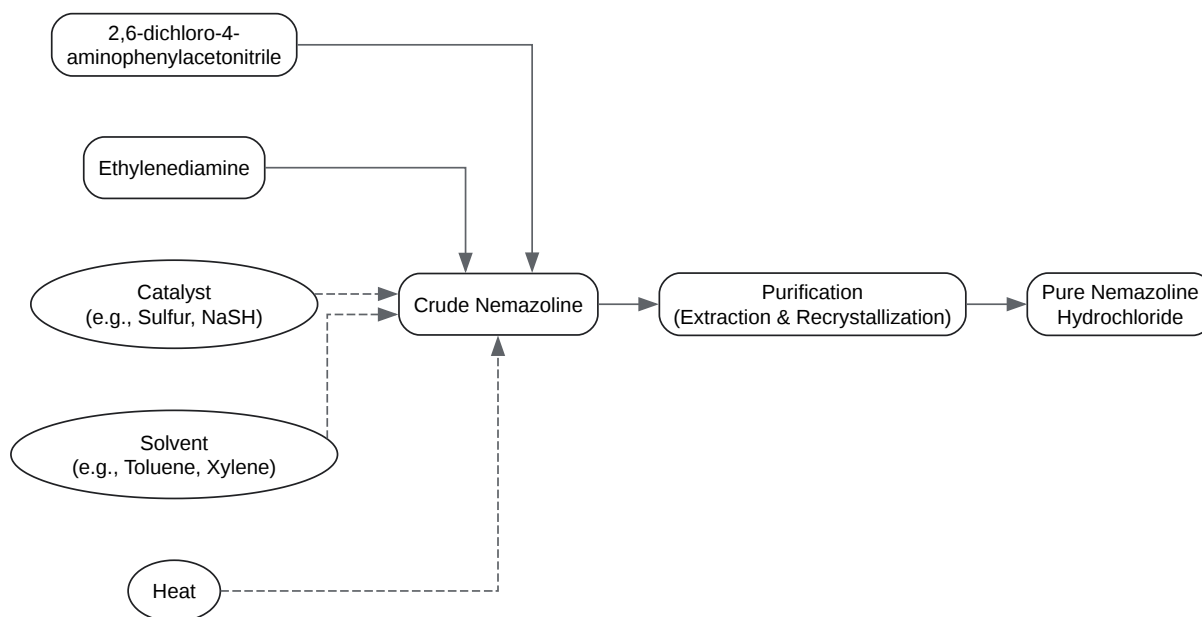 2,6-dichloro-4-
aminophenylacetonitrile
Ethylenediamine
Catalyst
(e.g., Sulfur, NaSH)
Crude Nemazoline
Purification
(Extraction & Recrystallization)
Pure Nemazoline
Hydrochloride
Solvent
(e.g., Toluene, Xylene)
Heat